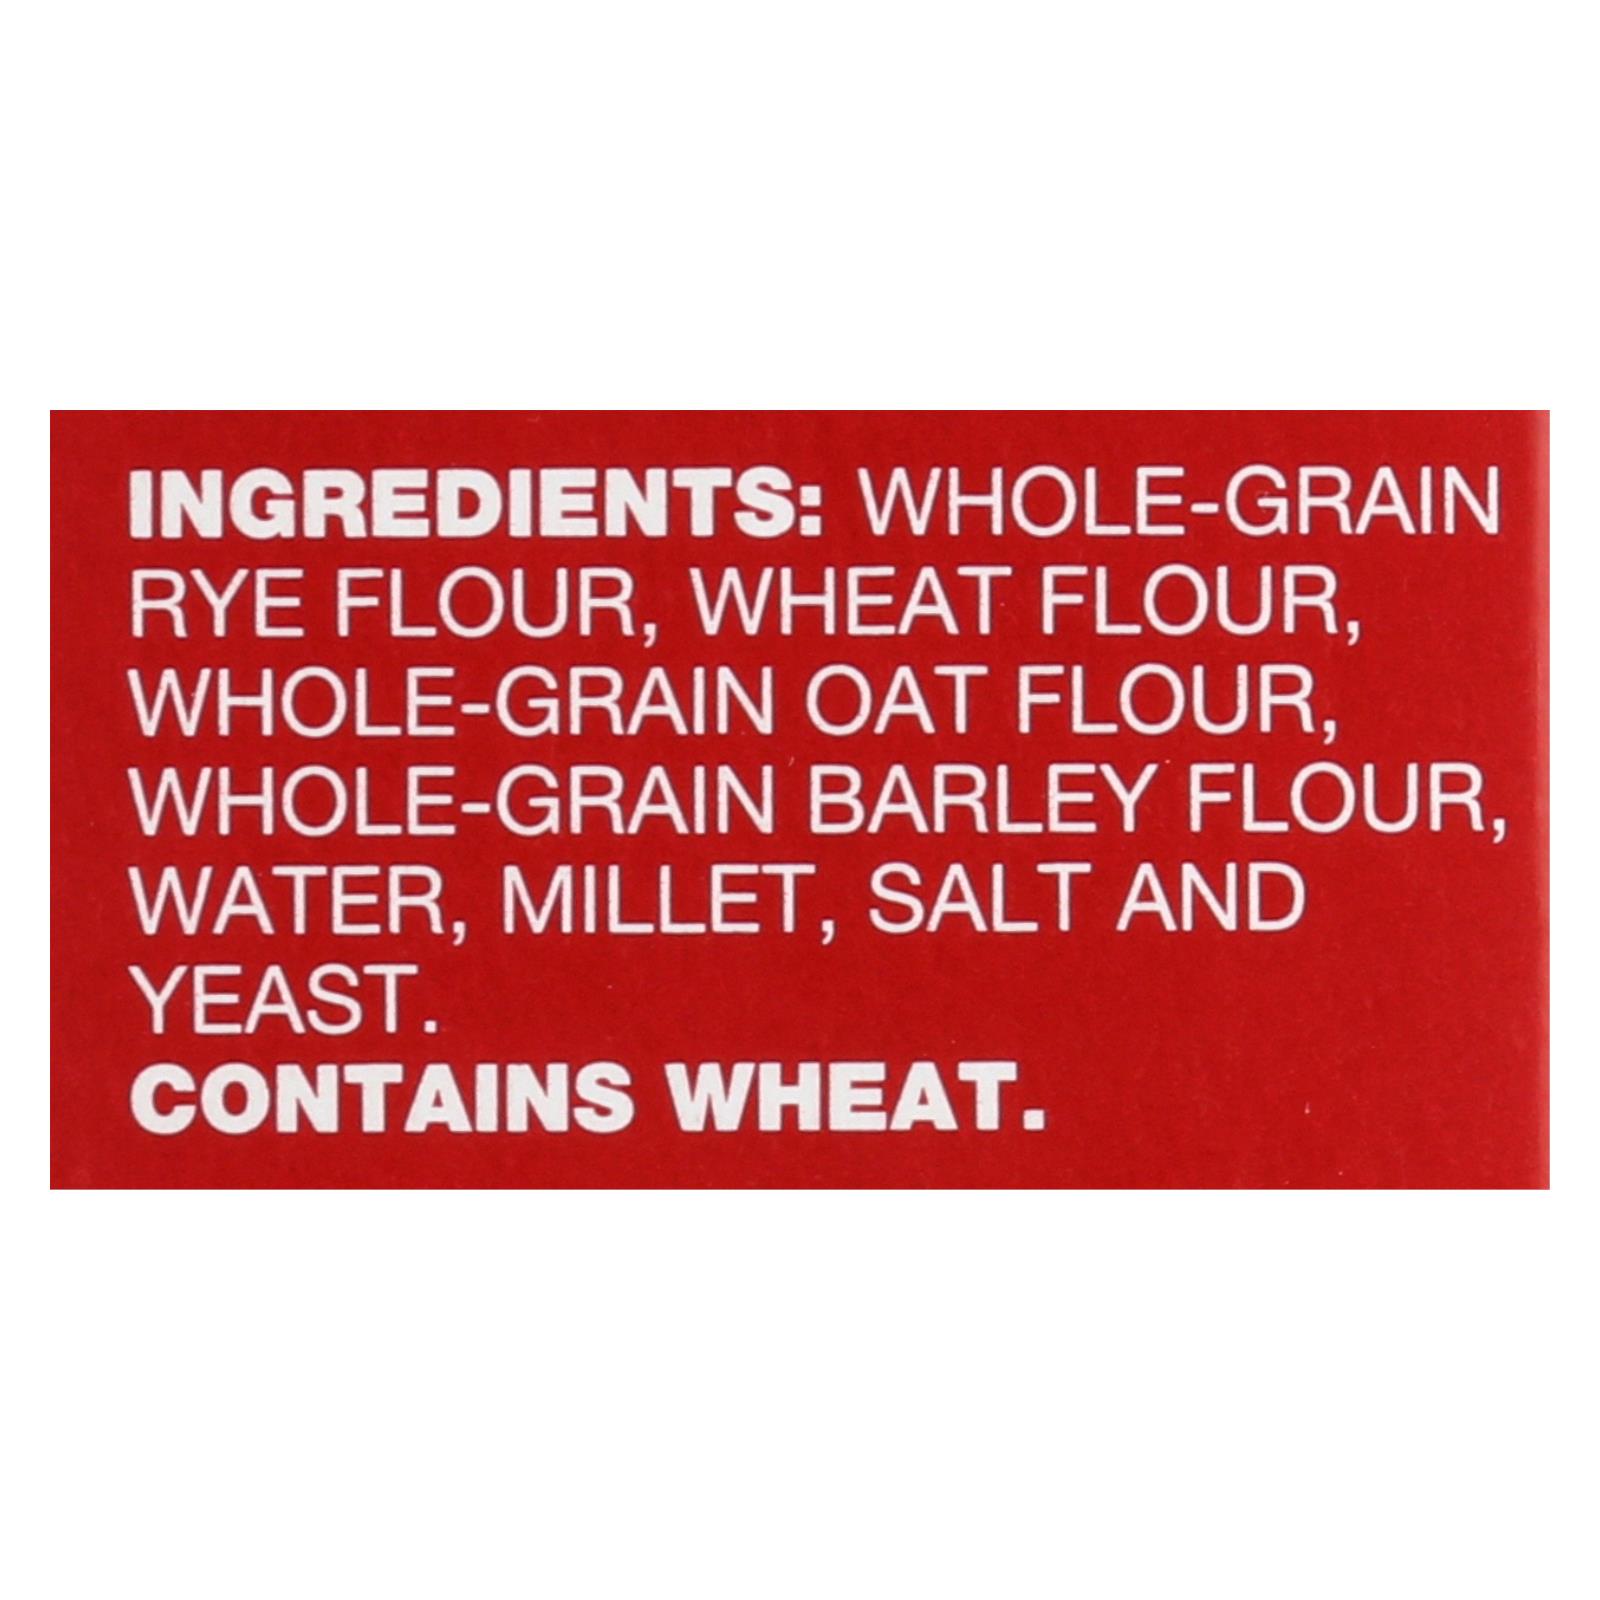 INGREDIENTS: WHOLE-GRAIN
RYE FLOUR, WHEAT FLOUR,
WHOLE-GRAIN OAT FLOUR,
WHOLE-GRAIN BARLEY FLOUR,
WATER, MILLET, SALT AND
YEAST.
CONTAINS WHEAT.